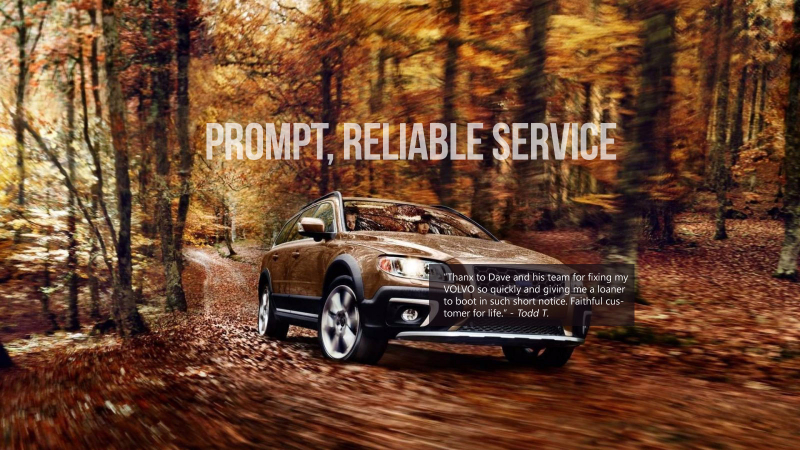 PROMPT, RELIABLE SERVICE
"Thanx to Dave and his team for fixing my
VOLVO so quickly and giving me a loaner
to boot in such short notice. Faithful cus-
tomer for life." - Todd T.